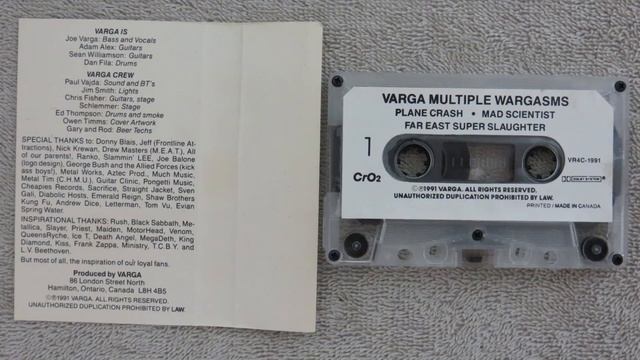 VARGA IS
Joe Varga: Bass and Vocals
Adam Alex: Guitars
Sean Williamson: Guitars
Dan Fila: Drums
VARGA CREW
Paul Vajda: Sound and BT's
Jim Smith: Lights
Chris Fisher: Guitars, stage
Schlemmer: Stage
Ed Thompson: Drums and smoke
Owen Timms: Cover Artwork
Gary and Rod: Beer Techs
SPECIAL THANKS to: Donny Blais, Jeff (Frontline At-
tractions), Nick Krewan, Drew Masters (M.E.A.T.), All
of our parents!, Ranko, Slammin' LEE, Joe Balone
(logo design), George Bush and the Allied Forces (kick
ass boys!), Metal Works, Aztec Prod., Much Music,
Metal Tim (C.H.M.U.), Guitar Clinic, Pongetti Music,
Cheapies Records, Sacrifice, Straight Jacket, Sven
Gali, Diabolic Hosts, Emerald Reign, Shaw Brothers
Kung Fu, Andrew Dice, Letterman, Tom Vu, Evian
Spring Water.
INSPIRATIONAL THANKS: Rush, Black Sabbath, Me-
tallica, Slayer, Priest, Maiden, MotorHead, Venom,
QueensRyche, Ice T, Death Angel, MegaDeth, King
Diamond, Kiss, Frank Zappa, Ministry, T.C.B.Y. and
L.V. Beethoven.
But most of all, the inspiration of our loyal fans.
Produced by VARGA
86 London Street North
Hamilton, Ontario, Canada L8H 4B5
©℗1991 VARGA. ALL RIGHTS RESERVED.
UNAUTHORIZED DUPLICATION PROHIBITED BY LAW.
VARGA MULTIPLE WARGASMS
PLANE CRASH • MAD SCIENTIST
FAR EAST SUPER SLAUGHTER
1
CrO2
VR4C-1991
DOLBY SYSTEM
©℗1991 VARGA. ALL RIGHTS RESERVED.
UNAUTHORIZED DUPLICATION PROHIBITED BY LAW.
PRINTED / MADE IN CANADA